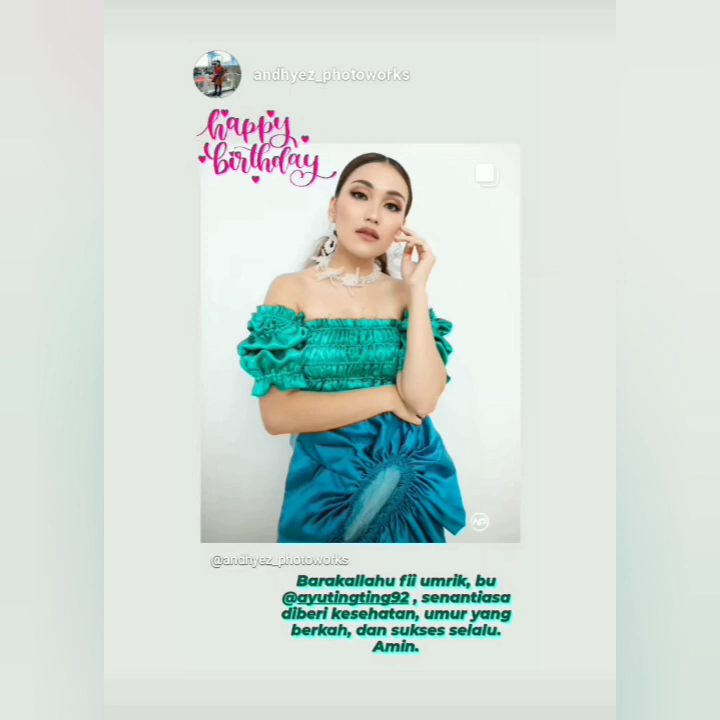 andhyez_photoworks
happy
birthday
@andhyez_photoworks
Barakallahu fii umrik, bu
@ayutingting92 , senantiasa
diberi kesehatan, umur yang
berkah, dan sukses selalu.
Amin.